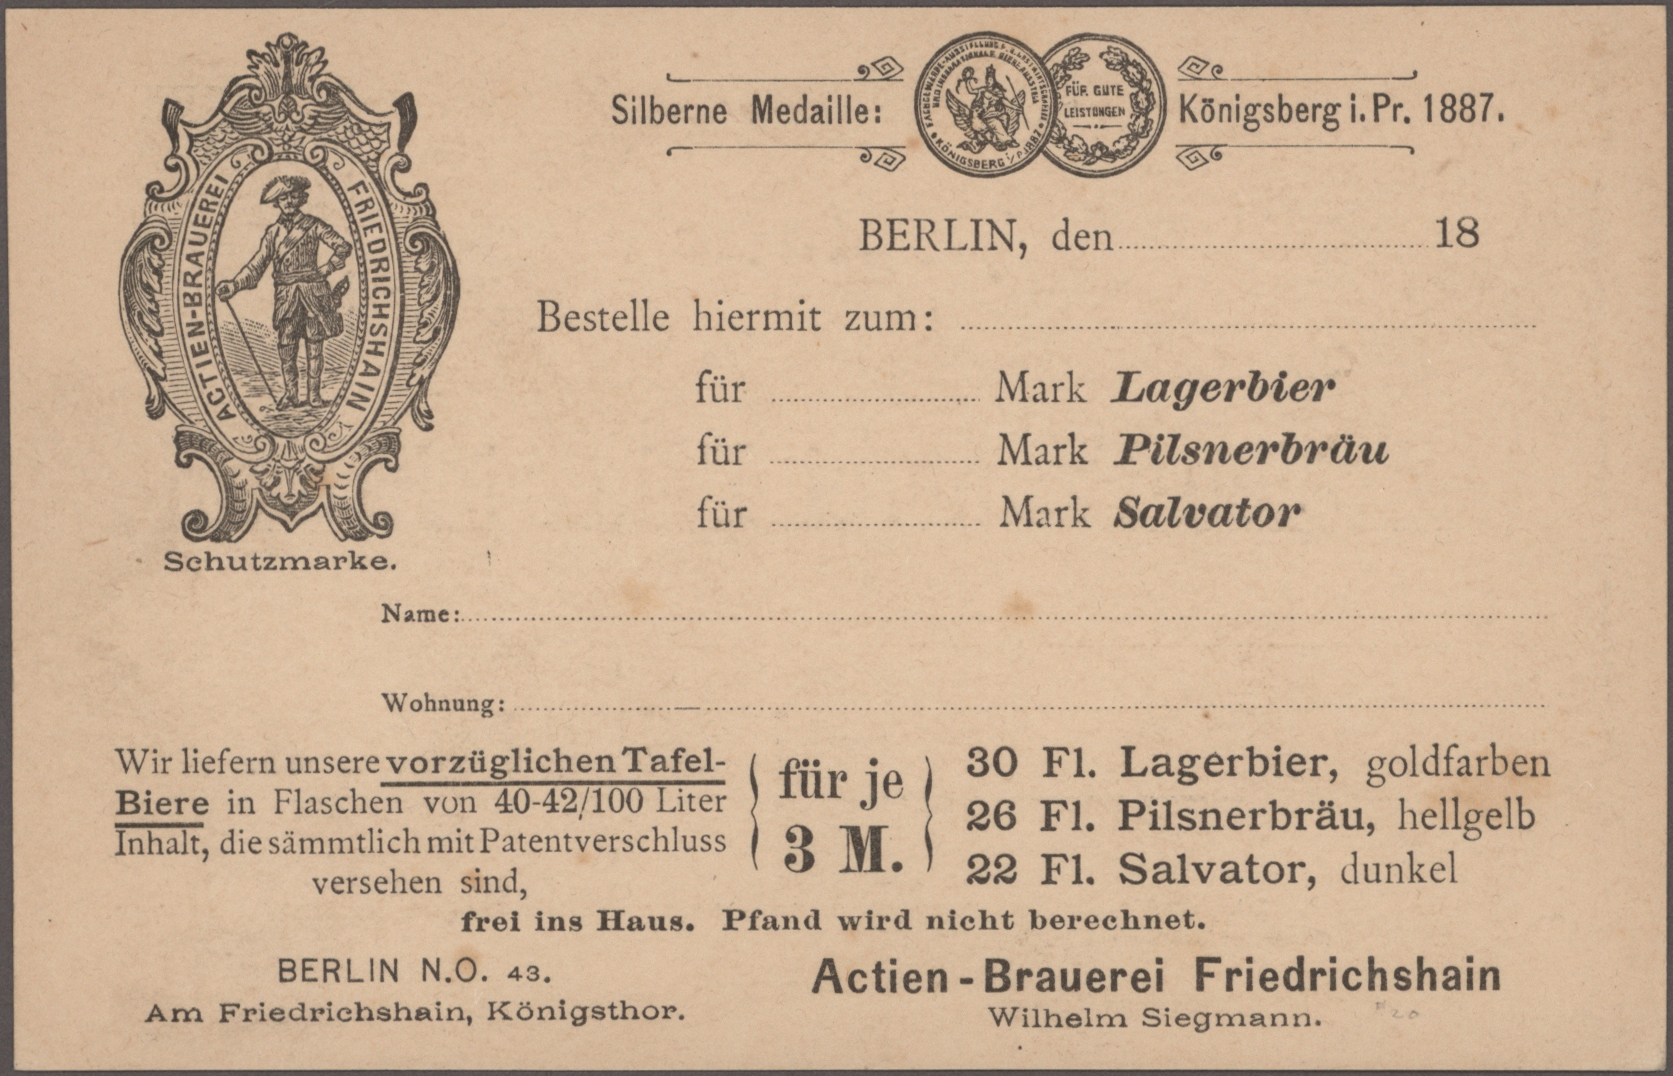 ACTIEN-BRAUEREI FRIEDRICHSHAIN
Schutzmarke.
Silberne Medaille:
KÖNIGSBERG i/P. 1887
FÜR GUTE
LEISTUNGEN
Königsberg i. Pr. 1887.
BERLIN, den 18
Bestelle hiermit zum:
für Mark Lagerbier
für Mark Pilsnerbräu
für Mark Salvator
Name:
Wohnung:
Wir liefern unsere vorzüglichen Tafel-
Biere in Flaschen von 40-42/100 Liter
Inhalt, die sämmtlich mit Patentverschluss
versehen sind,
für je
3 M.
30 Fl. Lagerbier, goldfarben
26 Fl. Pilsnerbräu, hellgelb
22 Fl. Salvator, dunkel
frei ins Haus. Pfand wird nicht berechnet.
BERLIN N.O. 43.
Am Friedrichshain, Königsthor.
Actien-Brauerei Friedrichshain
Wilhelm Siegmann.